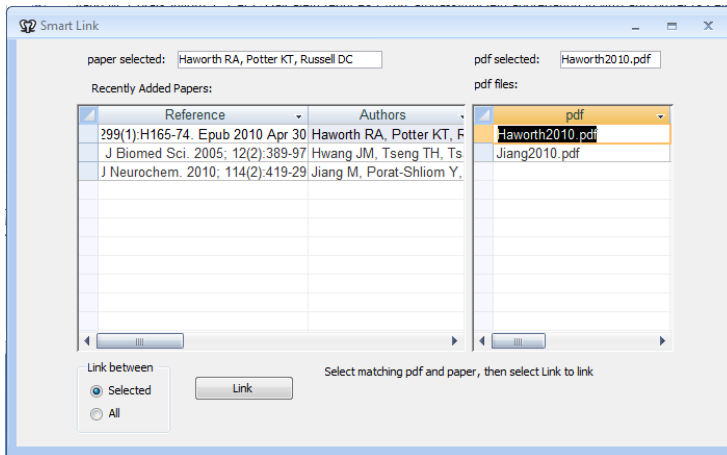 Smart Link
paper selected: Haworth RA, Potter KT, Russell DC
pdf selected: Haworth2010.pdf
Recently Added Papers:
pdf files:
Reference Authors
pdf
299(1):H165-74. Epub 2010 Apr 30 Haworth RA, Potter KT, R
Haworth2010.pdf
J Biomed Sci. 2005; 12(2):389-97 Hwang JM, Tseng TH, Ts
Jiang2010.pdf
J Neurochem. 2010; 114(2):419-29 Jiang M, Porat-Shliom Y,
Link between
Selected
All
Link
Select matching pdf and paper, then select Link to link